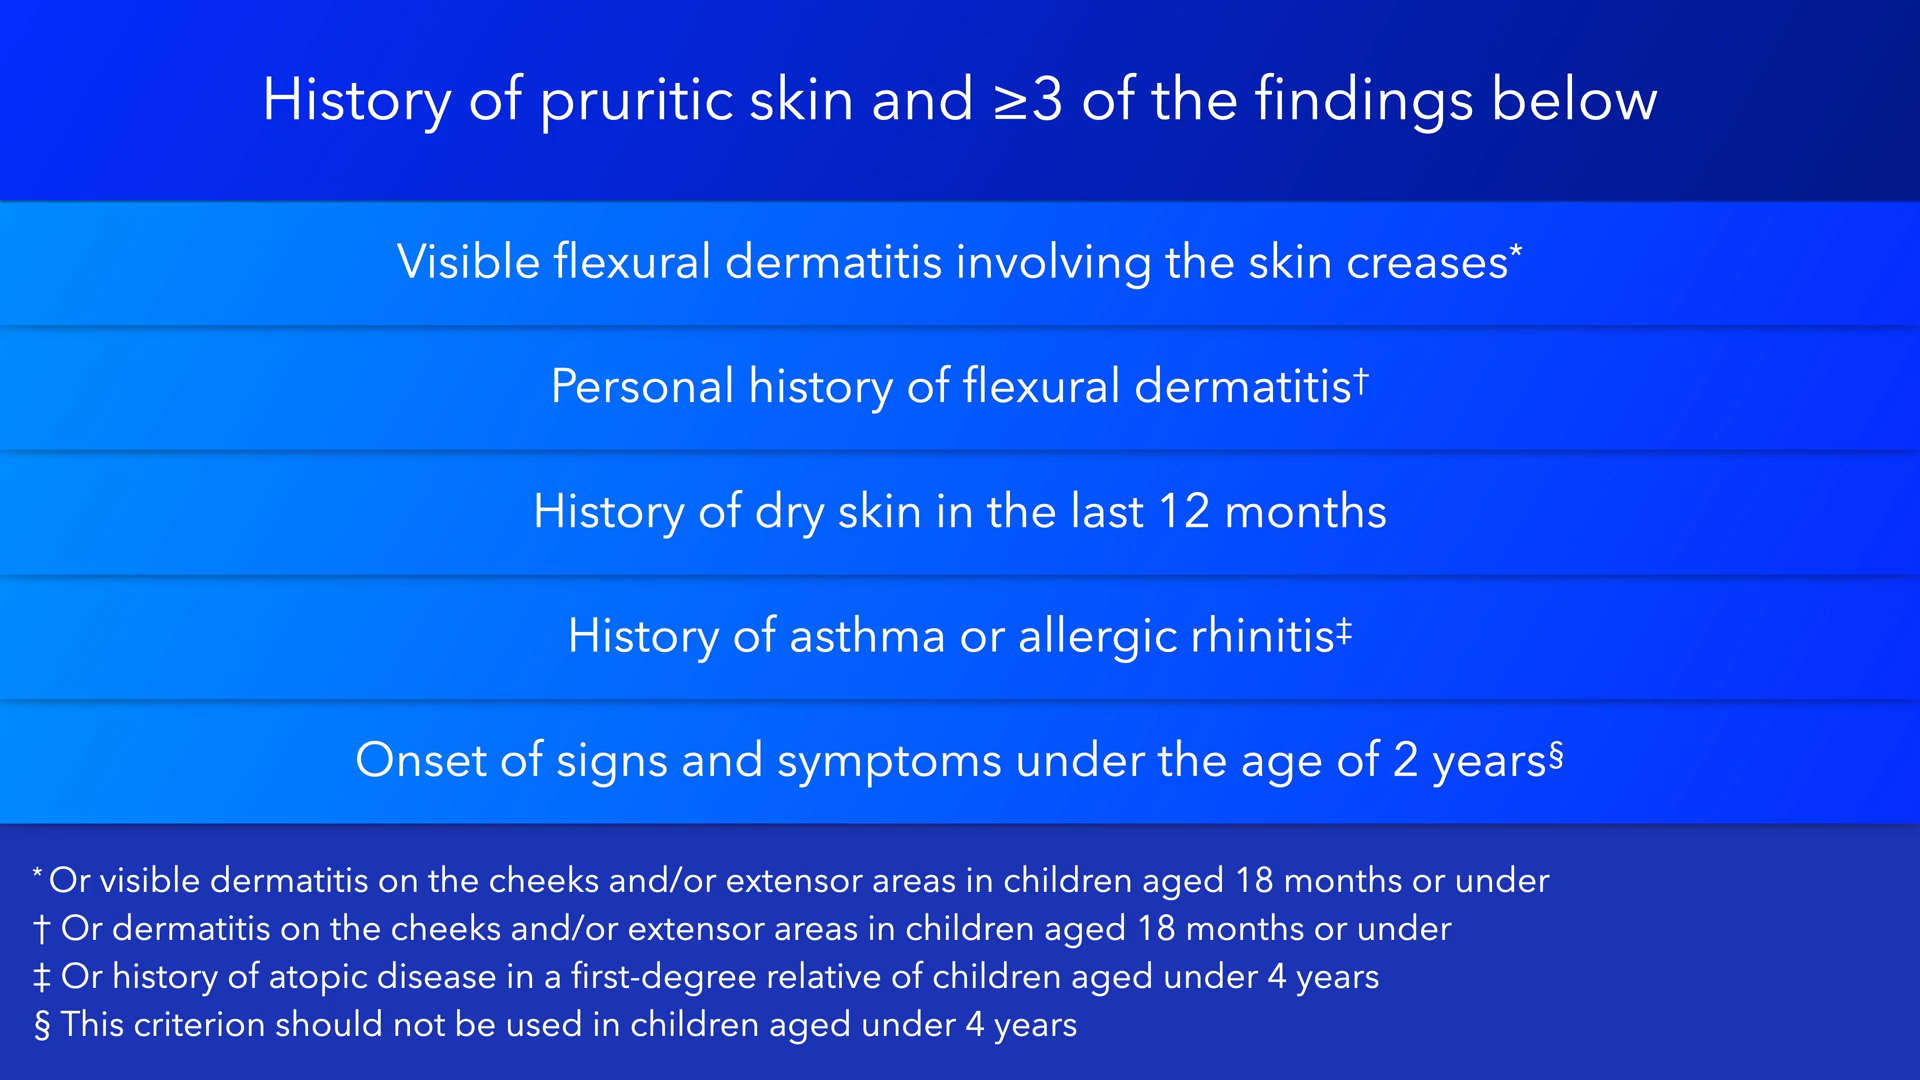 History of pruritic skin and ≥3 of the findings below
Visible flexural dermatitis involving the skin creases*
Personal history of flexural dermatitis†
History of dry skin in the last 12 months
History of asthma or allergic rhinitis‡
Onset of signs and symptoms under the age of 2 years§
* Or visible dermatitis on the cheeks and/or extensor areas in children aged 18 months or under
† Or dermatitis on the cheeks and/or extensor areas in children aged 18 months or under
‡ Or history of atopic disease in a first-degree relative of children aged under 4 years
§ This criterion should not be used in children aged under 4 years